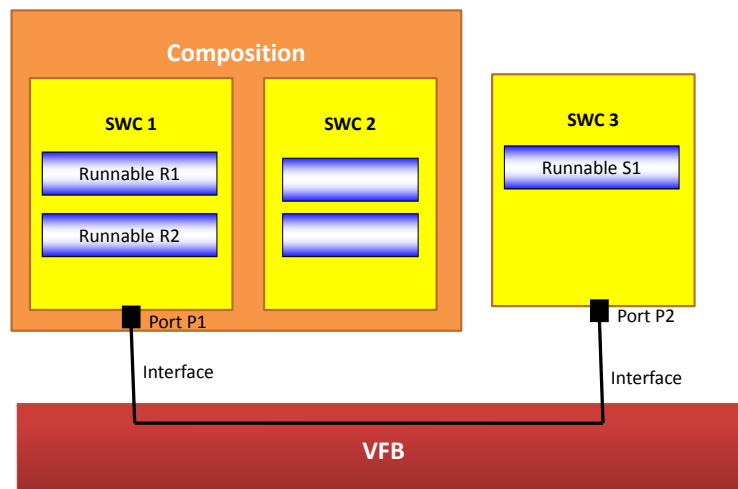 Composition
SWC 1
SWC 2
SWC 3
Runnable R1
Runnable S1
Runnable R2
Port P1
Port P2
Interface
Interface
VFB